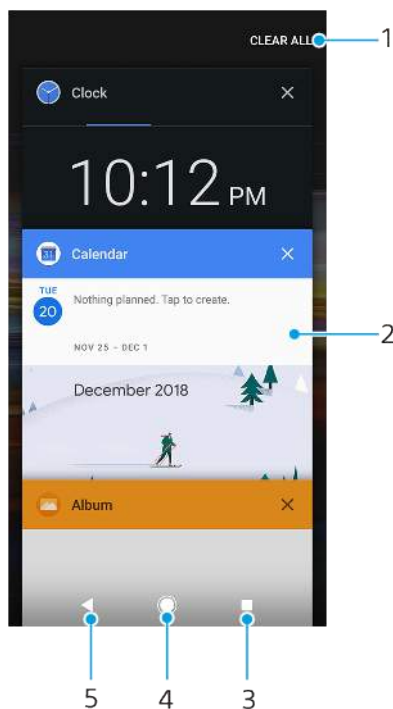 CLEAR ALL
1
Clock
10:12 PM
31
Calendar
TUE
20
Nothing planned. Tap to create.
2
NOV 25 - DEC 1
December 2018
Album
5
4
3